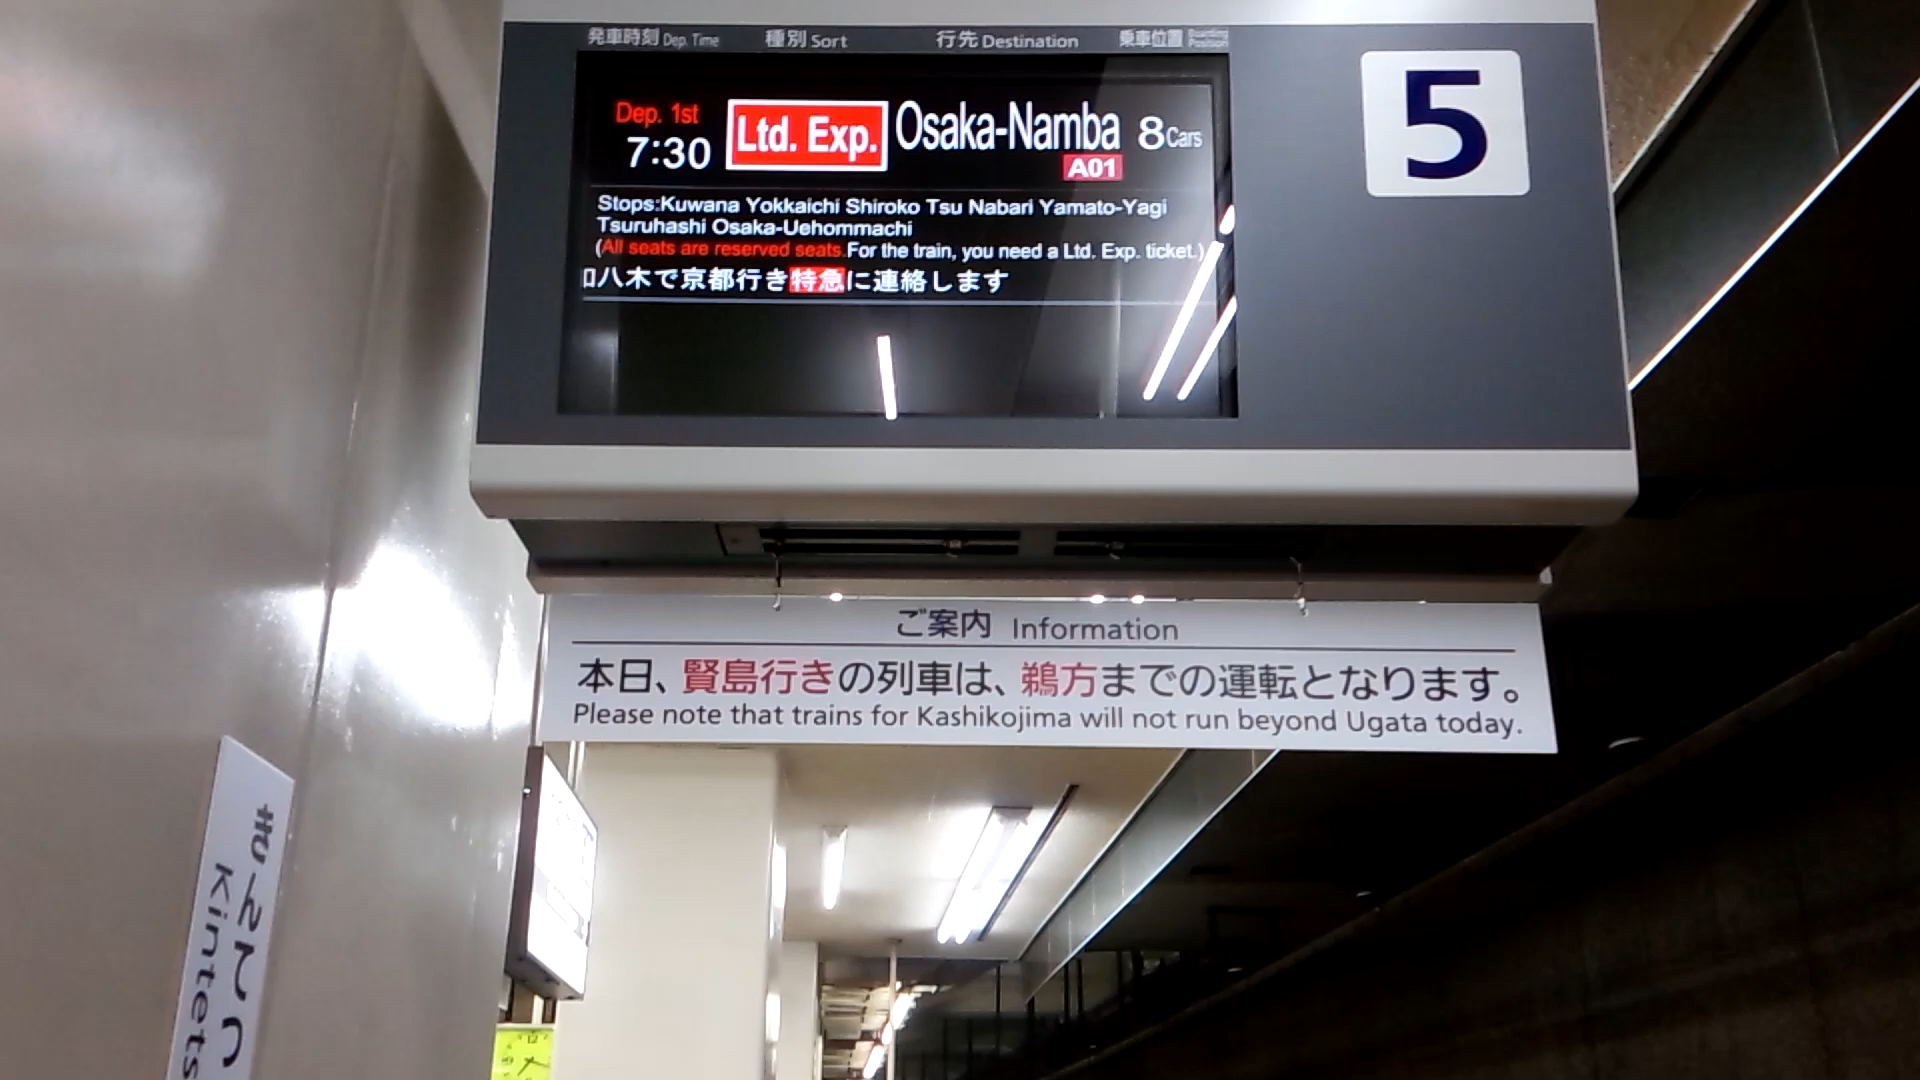 発車時刻 Dep. Time 種別 Sort 行先 Destination 乗車位置 Boarding Position
5
Dep. 1st
7:30 Ltd. Exp. Osaka-Namba 8 Cars
A01
Stops:Kuwana Yokkaichi Shiroko Tsu Nabari Yamato-Yagi
Tsuruhashi Osaka-Uehommachi
(All seats are reserved seats.For the train, you need a Ltd. Exp. ticket.)
八木で京都行き特急に連絡します
ご案内 Information
本日、賢島行きの列車は、鵜方までの運転となります。
Please note that trains for Kashikojima will not run beyond Ugata today.
きんてつ
Kintets
12